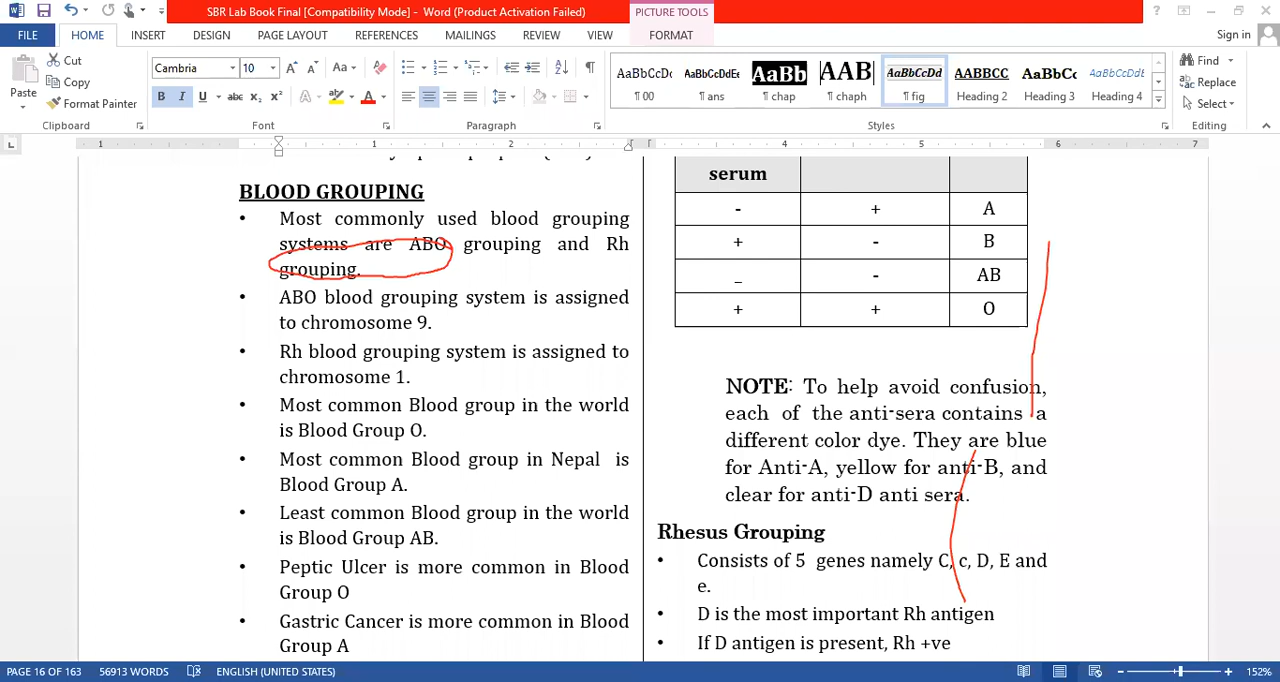 SBR Lab Book Final [Compatibility Mode] - Word (Product Activation Failed)
PICTURE TOOLS
FILE HOME INSERT DESIGN PAGE LAYOUT REFERENCES MAILINGS REVIEW VIEW FORMAT Sign in
Paste
Cut
Copy
Format Painter
Clipboard
Cambria 10
Font
Paragraph
¶ 00
AaBbCcDdEe ¶ ans
AaBb ¶ chap
AAB ¶ chaph
AaBbCcDd ¶ fig
AABBCC Heading 2
AaBbCc Heading 3
AaBbCcDdE Heading 4
Styles
Find
Replace
Select
Editing
1 1 2 4 5 6 7
BLOOD GROUPING
• Most commonly used blood grouping
systems are ABO grouping and Rh
grouping.
• ABO blood grouping system is assigned
to chromosome 9.
• Rh blood grouping system is assigned to
chromosome 1.
• Most common Blood group in the world
is Blood Group O.
• Most common Blood group in Nepal is
Blood Group A.
• Least common Blood group in the world
is Blood Group AB.
• Peptic Ulcer is more common in Blood
Group O
• Gastric Cancer is more common in Blood
Group A
serum
- + A
+ - B
_ - AB
+ + O
NOTE: To help avoid confusion,
each of the anti-sera contains a
different color dye. They are blue
for Anti-A, yellow for anti-B, and
clear for anti-D anti sera.
Rhesus Grouping
• Consists of 5 genes namely C, c, D, E and
e.
• D is the most important Rh antigen
• If D antigen is present, Rh +ve
PAGE 16 OF 163 56913 WORDS ENGLISH (UNITED STATES) 152%